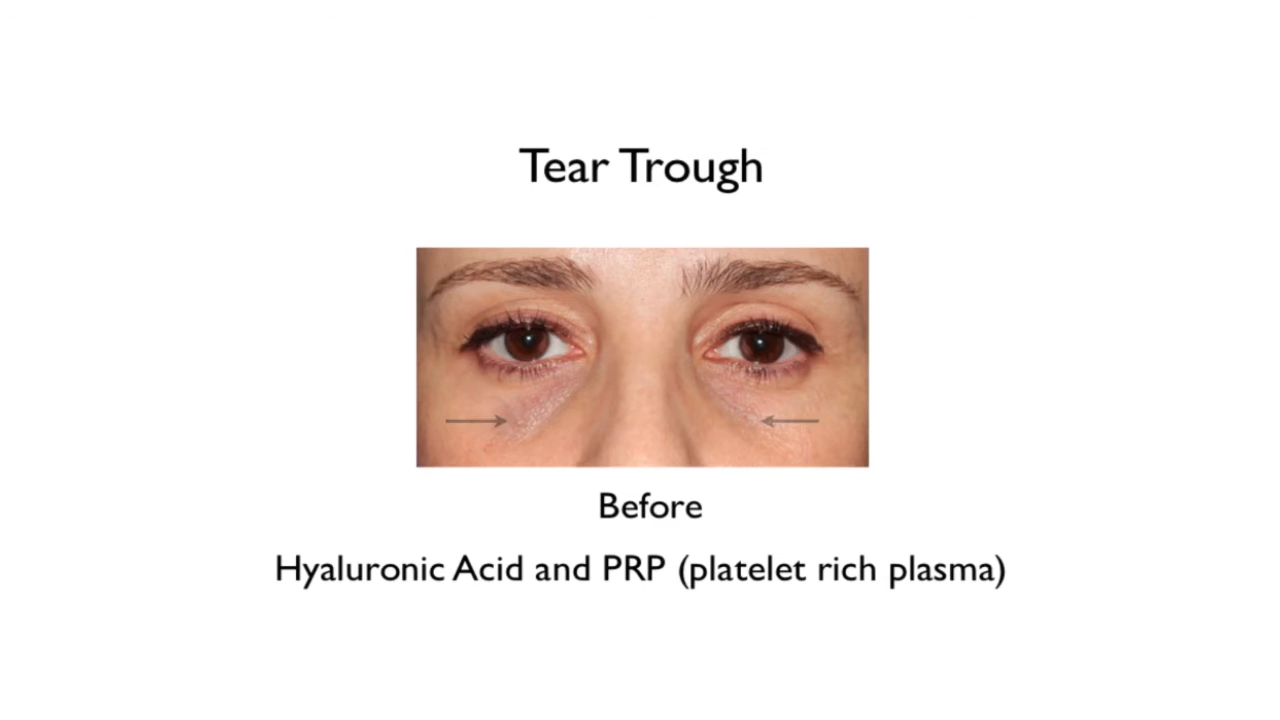 Tear Trough
Before
Hyaluronic Acid and PRP (platelet rich plasma)